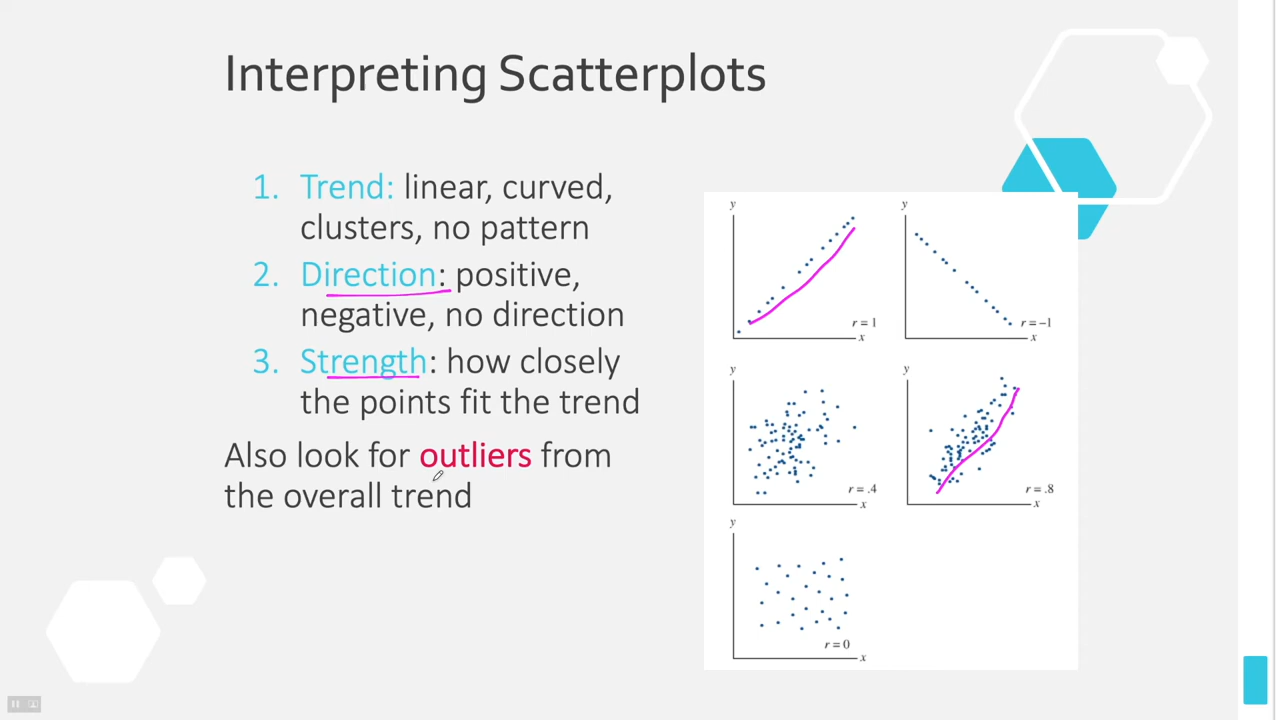 Interpreting Scatterplots
1. Trend: linear, curved,
clusters, no pattern
2. Direction: positive,
negative, no direction
3. Strength: how closely
the points fit the trend
Also look for outliers from
the overall trend
y
r = 1
x
y
r = –1
x
y
r = .4
x
y
r = .8
x
y
r = 0
x